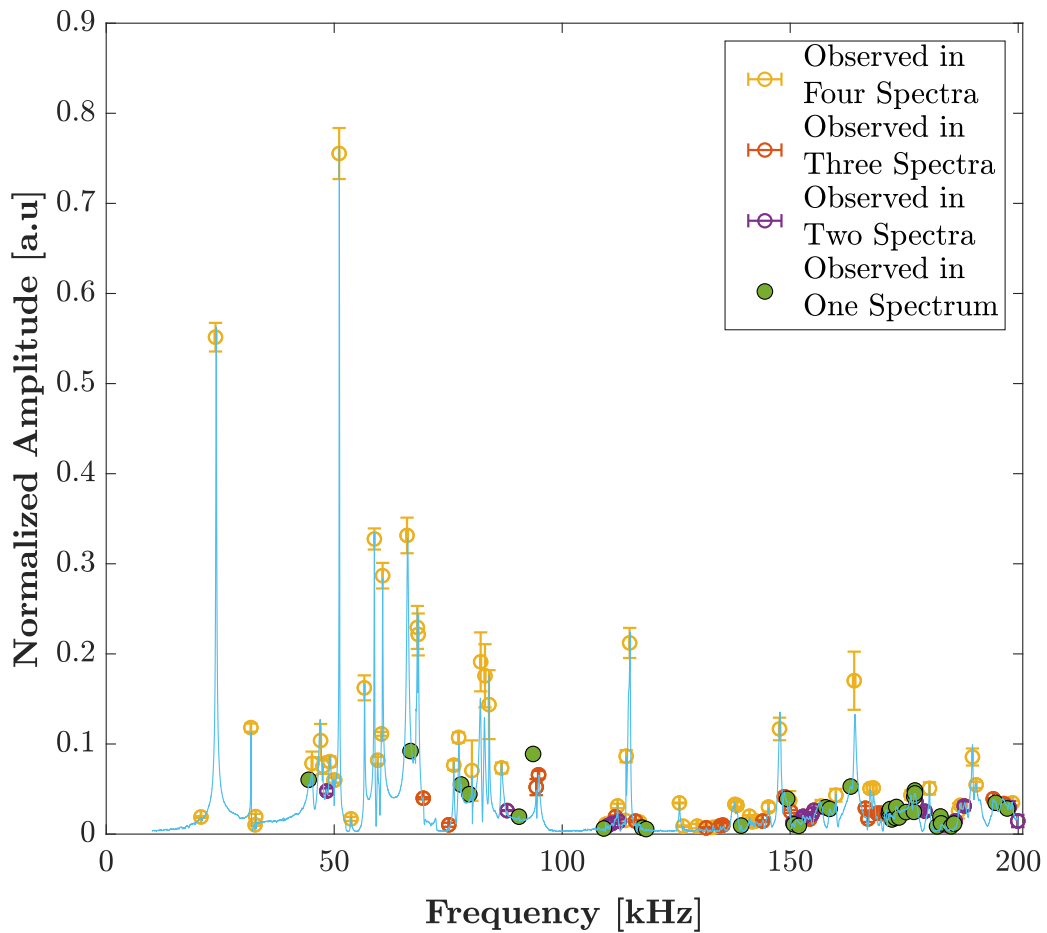 0.9
0.8
0.7
0.6
0.5
0.4
0.3
0.2
0.1
0
Normalized Amplitude [a.u]
Observed in
Four Spectra
Observed in
Three Spectra
Observed in
Two Spectra
Observed in
One Spectrum
0 50 100 150 200
Frequency [kHz]